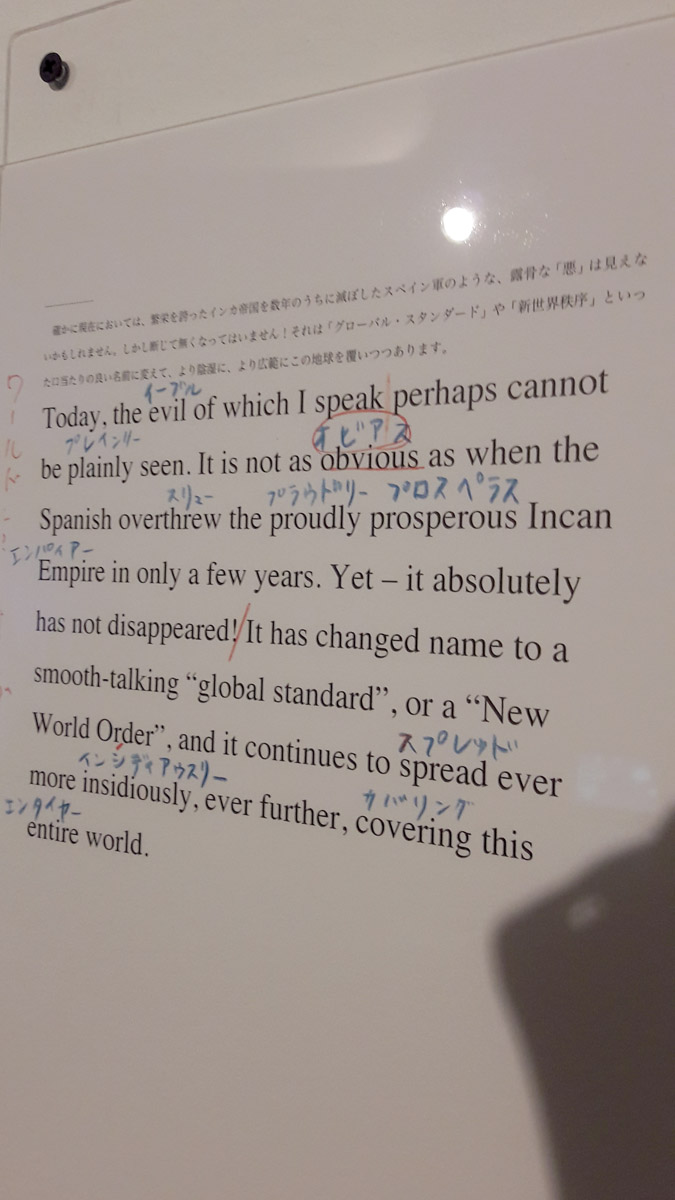 確かに現在においては、繁栄を誇ったインカ帝国を数年のうちに滅ぼしたスペイン軍のような、露骨な「悪」は見えな
いかもしれません。しかし断じて無くなってはいません！それは「グローバル・スタンダード」や「新世界秩序」といっ
た口当たりの良い名前に変えて、より陰湿に、より広範にこの地球を覆いつつあります。
イーブル
Today, the evil of which I speak perhaps cannot
プレインリー オビアス
be plainly seen. It is not as obvious as when the
スリュー プラウドリー プロスペラス
Spanish overthrew the proudly prosperous Incan
エンパイアー
Empire in only a few years. Yet – it absolutely
has not disappeared! It has changed name to a
smooth-talking “global standard”, or a “New
World Order”, and it continues to spread ever
スプレッド
インシディアウスリー
more insidiously, ever further, covering this
エンタイヤー カバリング
entire world.